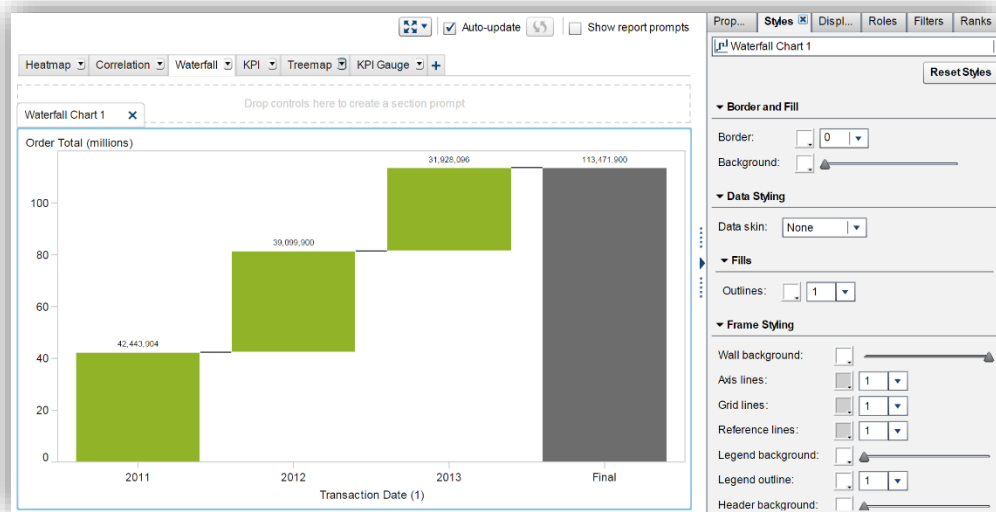 Auto-update
Show report prompts
Heatmap
Correlation
Waterfall
KPI
Treemap
KPI Gauge
+
Drop controls here to create a section prompt
Waterfall Chart 1
Order Total (millions)
100
80
60
40
20
0
42,443,904
39,099,900
31,928,096
113,471,900
2011
2012
2013
Final
Transaction Date (1)
Prop...
Styles
Displ...
Roles
Filters
Ranks
Waterfall Chart 1
Reset Styles
Border and Fill
Border:
0
Background:
Data Styling
Data skin:
None
Fills
Outlines:
1
Frame Styling
Wall background:
Axis lines:
1
Grid lines:
1
Reference lines:
1
Legend background:
Legend outline:
1
Header background: